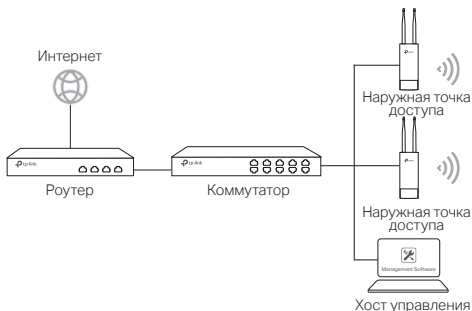 Интернет
tp-link
Роутер
tp-link
Коммутатор
Наружная точка
доступа
Наружная точка
доступа
Management Software
Хост управления